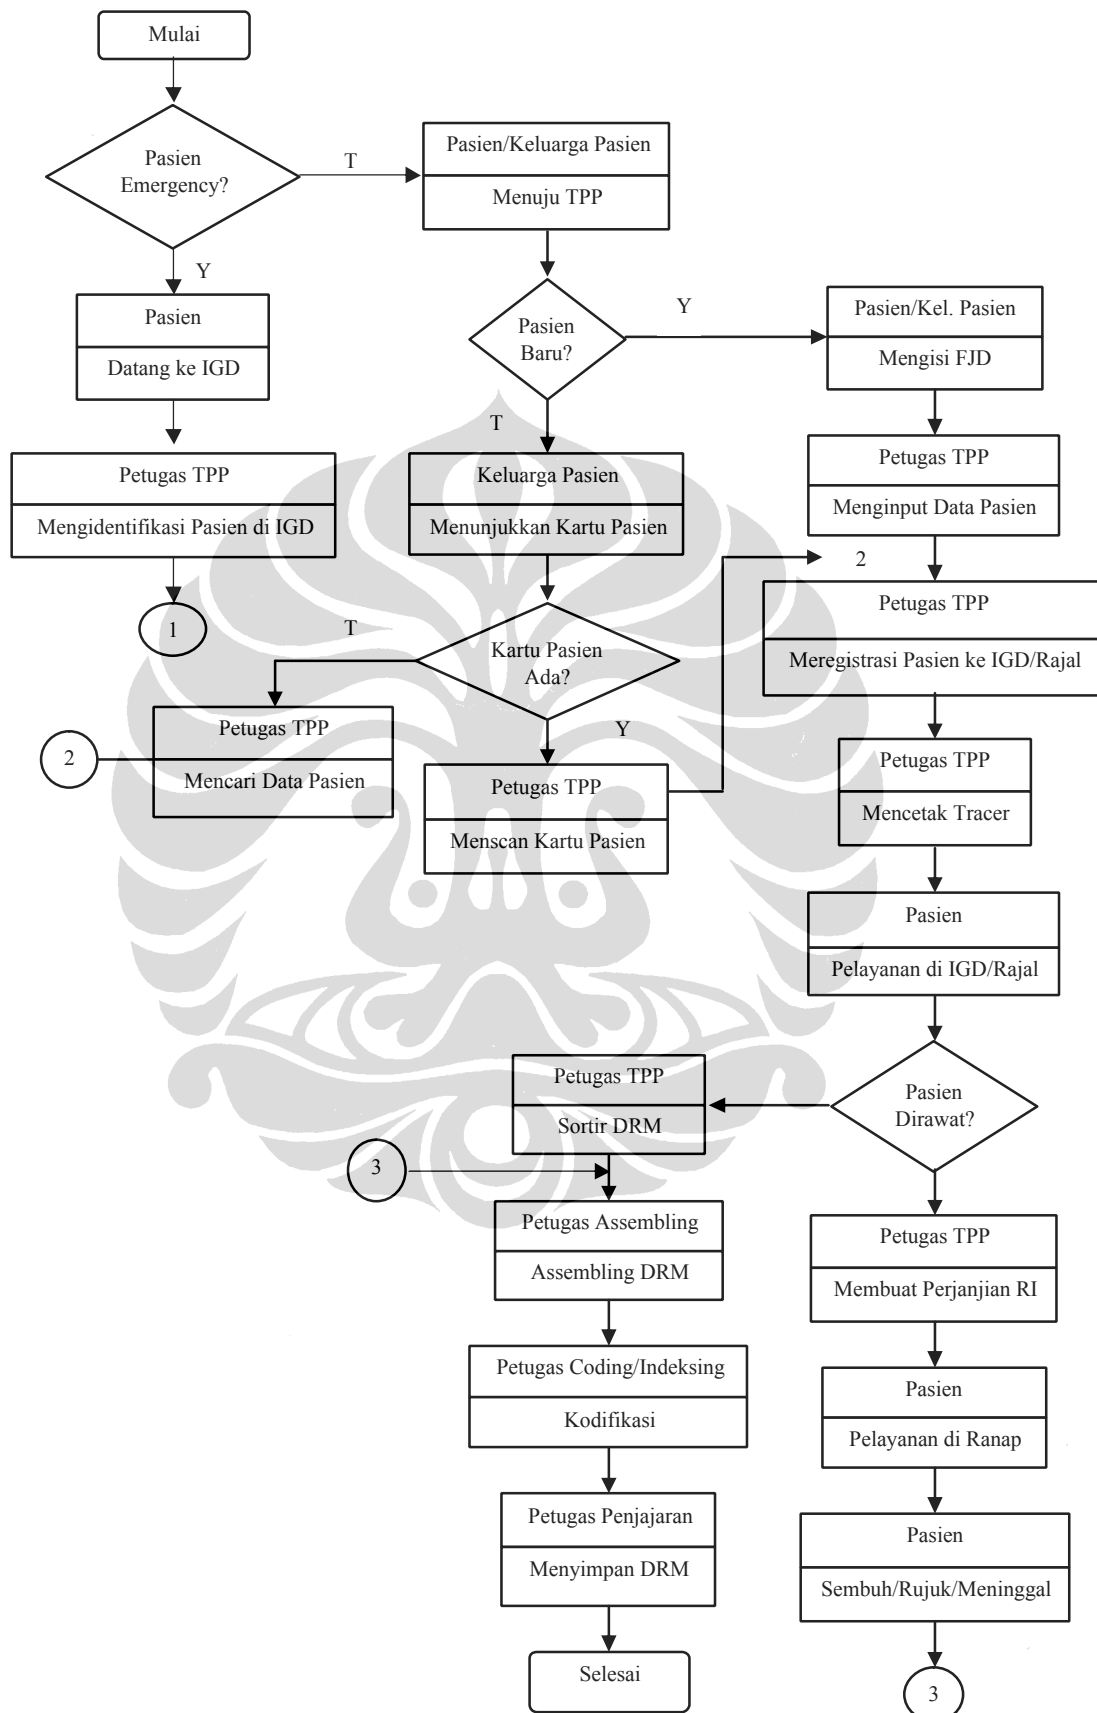 Mulai
Pasien
Emergency?
T
Pasien/Keluarga Pasien
Menuju TPP
Y
Pasien
Datang ke IGD
Pasien
Baru?
Y
Pasien/Kel. Pasien
Mengisi FJD
T
Petugas TPP
Mengidentifikasi Pasien di IGD
1
Keluarga Pasien
Menunjukkan Kartu Pasien
Petugas TPP
Menginput Data Pasien
2
Petugas TPP
Meregistrasi Pasien ke IGD/Rajal
T
Kartu Pasien
Ada?
Y
Petugas TPP
Mencari Data Pasien
2
Petugas TPP
Menscan Kartu Pasien
Petugas TPP
Mencetak Tracer
Pasien
Pelayanan di IGD/Rajal
Pasien
Dirawat?
Petugas TPP
Sortir DRM
3
Petugas Assembling
Assembling DRM
Petugas TPP
Membuat Perjanjian RI
Petugas Coding/Indeksing
Kodifikasi
Pasien
Pelayanan di Ranap
Petugas Penjajaran
Menyimpan DRM
Pasien
Sembuh/Rujuk/Meninggal
Selesai
3